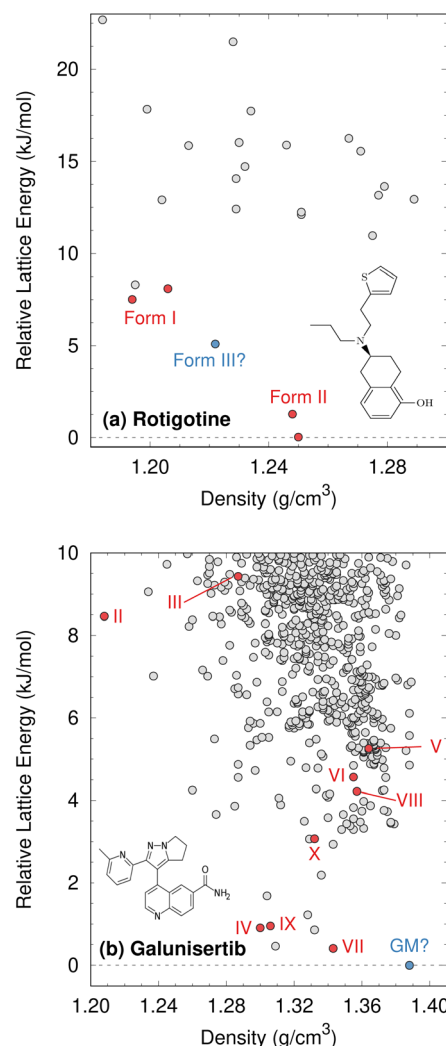 Relative Lattice Energy (kJ/mol)
20
15
10
5
0
Form I
Form III?
Form II
S
N
OH
(a) Rotigotine
1.20
1.24
1.28
Density (g/cm³)
Relative Lattice Energy (kJ/mol)
10
8
6
4
2
0
III
II
V
VI
VIII
X
IV
IX
VII
GM?
N
N
N
O
NH₂
N
(b) Galunisertib
1.20
1.24
1.28
1.32
1.36
1.40
Density (g/cm³)